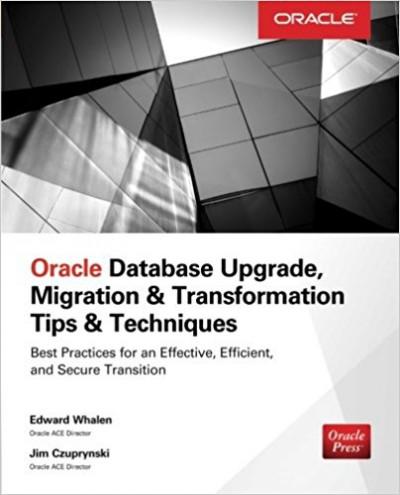 ORACLE®
Oracle Database Upgrade,
Migration & Transformation
Tips & Techniques
Best Practices for an Effective, Efficient,
and Secure Transition
Edward Whalen
Oracle ACE Director
Jim Czuprynski
Oracle ACE Director
Oracle
Press™